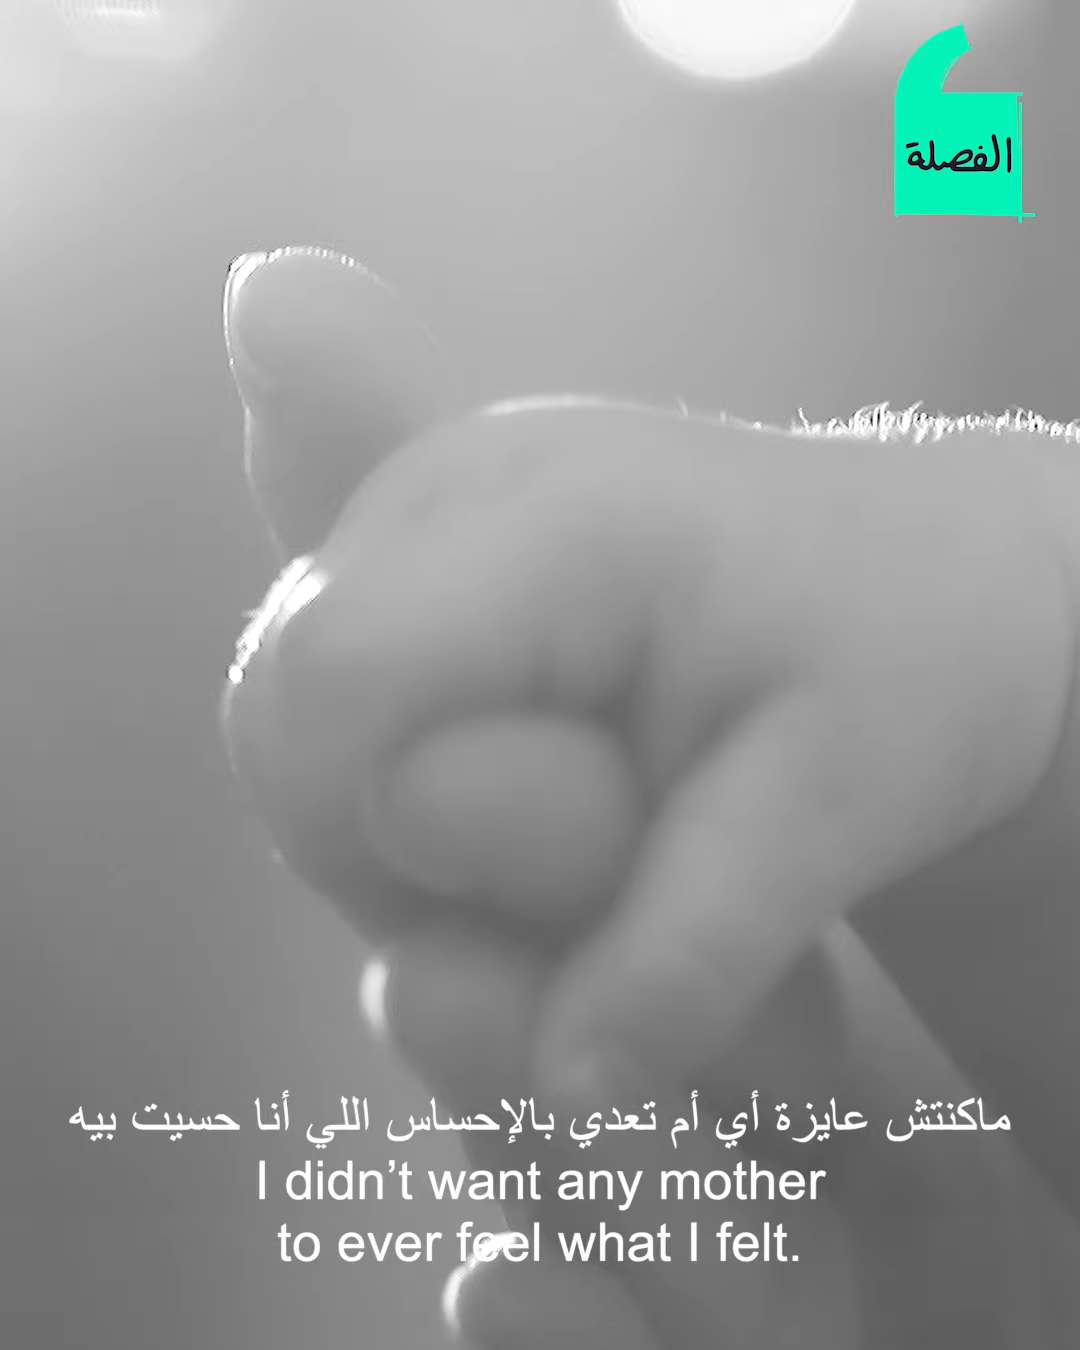 الفصلة
ماكنتش عايزة أي أم تعدي بالإحساس اللي أنا حسيت بيه
I didn’t want any mother
to ever feel what I felt.